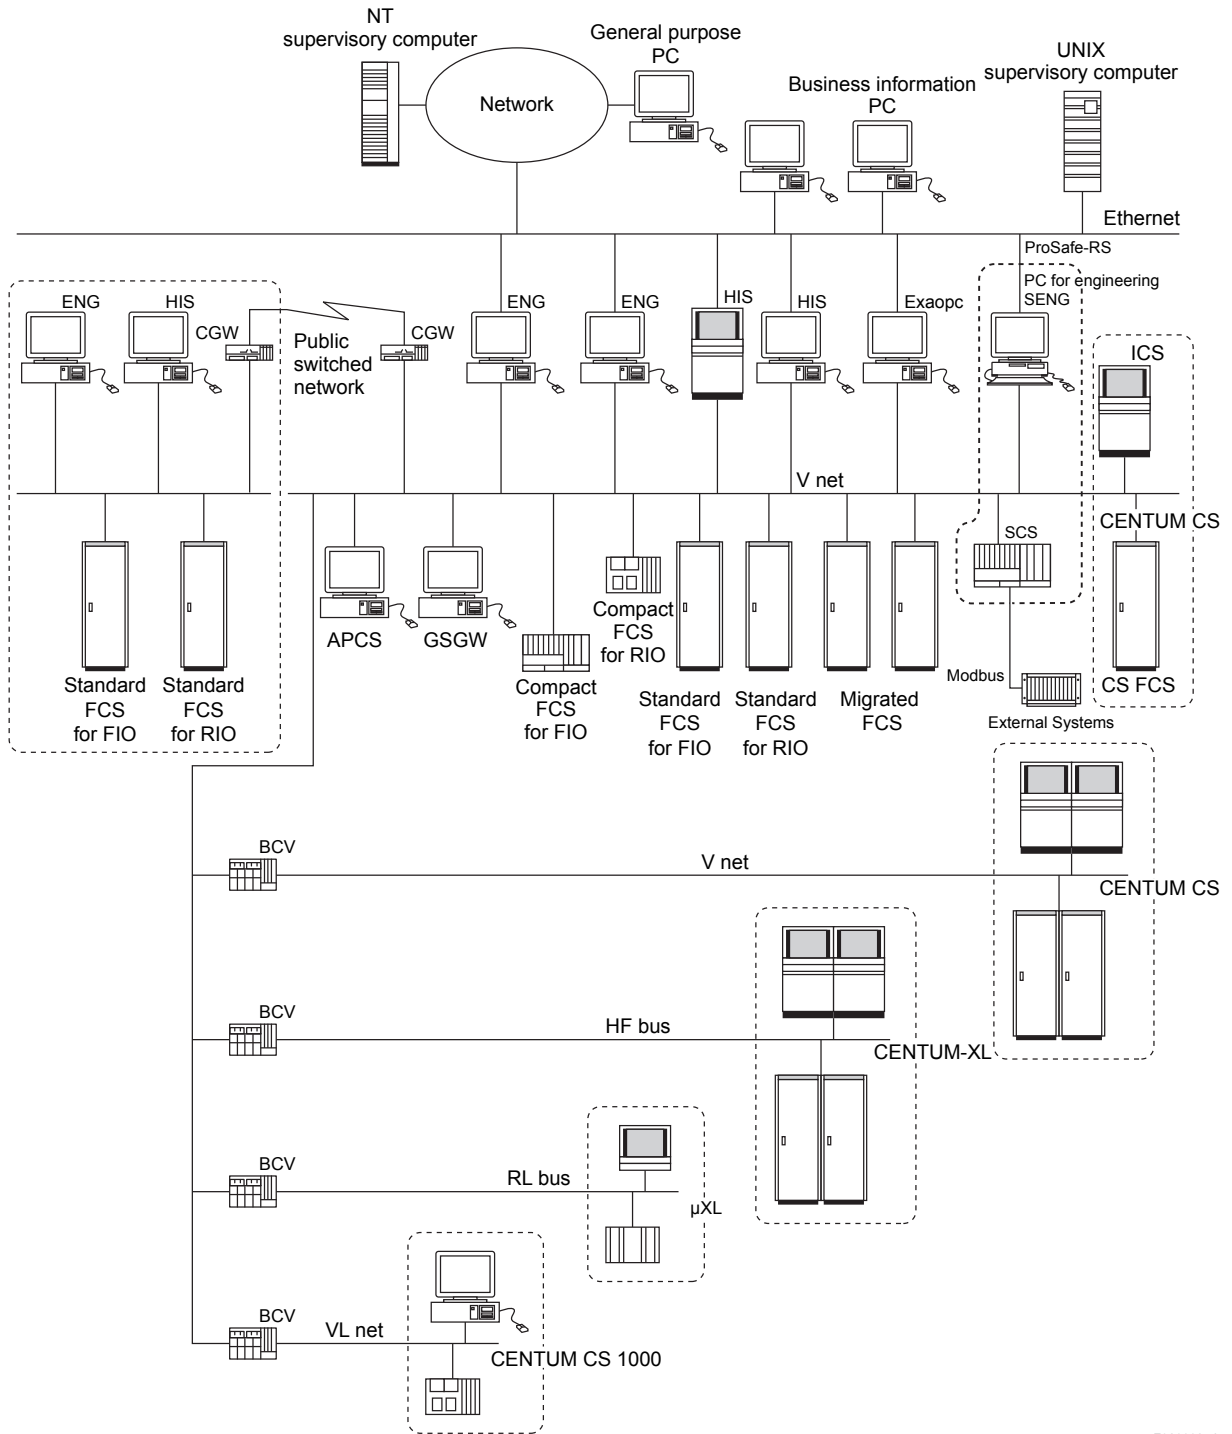 NT
supervisory computer
General purpose
PC
UNIX
supervisory computer
Business information
PC
Network
Ethernet
ProSafe-RS
PC for engineering
SENG
ENG
HIS
CGW
Public
switched
network
CGW
ENG
ENG
HIS
HIS
Exaopc
ICS
V net
CENTUM CS
SCS
APCS
GSGW
Compact
FCS
for RIO
Compact
FCS
for FIO
Standard
FCS
for FIO
Standard
FCS
for RIO
Standard
FCS
for FIO
Standard
FCS
for RIO
Migrated
FCS
Modbus
External Systems
CS FCS
BCV
V net
CENTUM CS
BCV
HF bus
CENTUM-XL
BCV
RL bus
µXL
BCV
VL net
CENTUM CS 1000